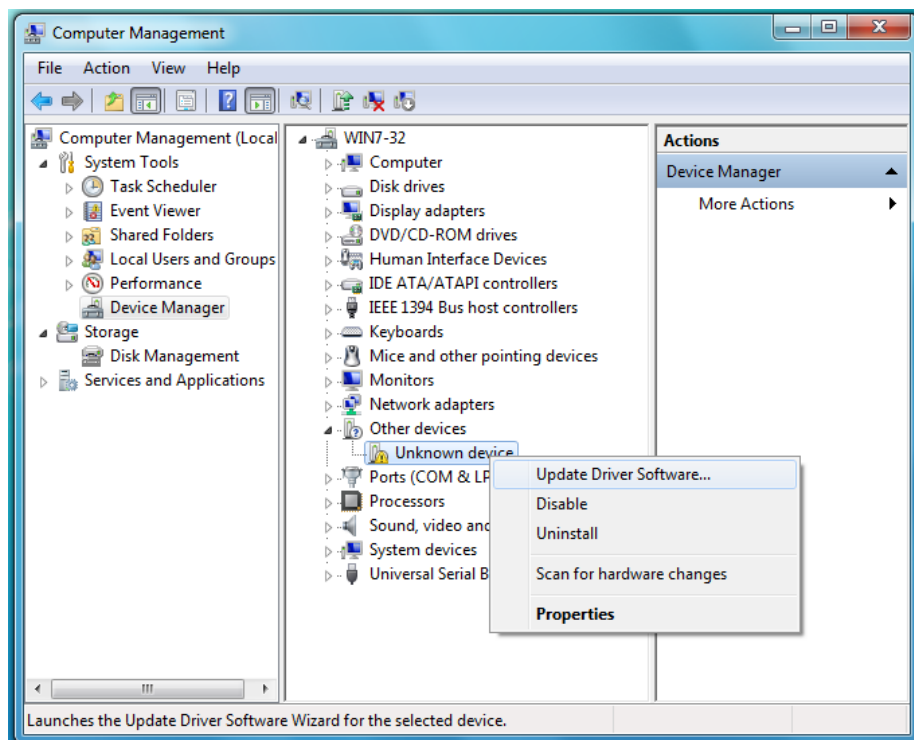 Computer Management
File Action View Help
Computer Management (Local
System Tools
Task Scheduler
Event Viewer
Shared Folders
Local Users and Groups
Performance
Device Manager
Storage
Disk Management
Services and Applications
WIN7-32
Computer
Disk drives
Display adapters
DVD/CD-ROM drives
Human Interface Devices
IDE ATA/ATAPI controllers
IEEE 1394 Bus host controllers
Keyboards
Mice and other pointing devices
Monitors
Network adapters
Other devices
Unknown device
Ports (COM & LP
Processors
Sound, video and
System devices
Universal Serial B
Update Driver Software...
Disable
Uninstall
Scan for hardware changes
Properties
Actions
Device Manager
More Actions
Launches the Update Driver Software Wizard for the selected device.